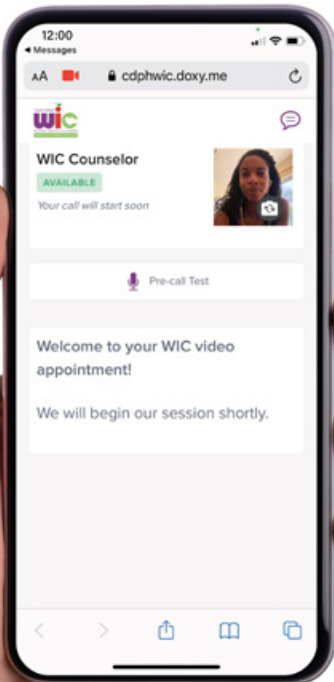 12:00
Messages
AA
cdphwic.doxy.me
wic
WIC Counselor
AVAILABLE
Your call will start soon
Pre-call Test
Welcome to your WIC video
appointment!
We will begin our session shortly.